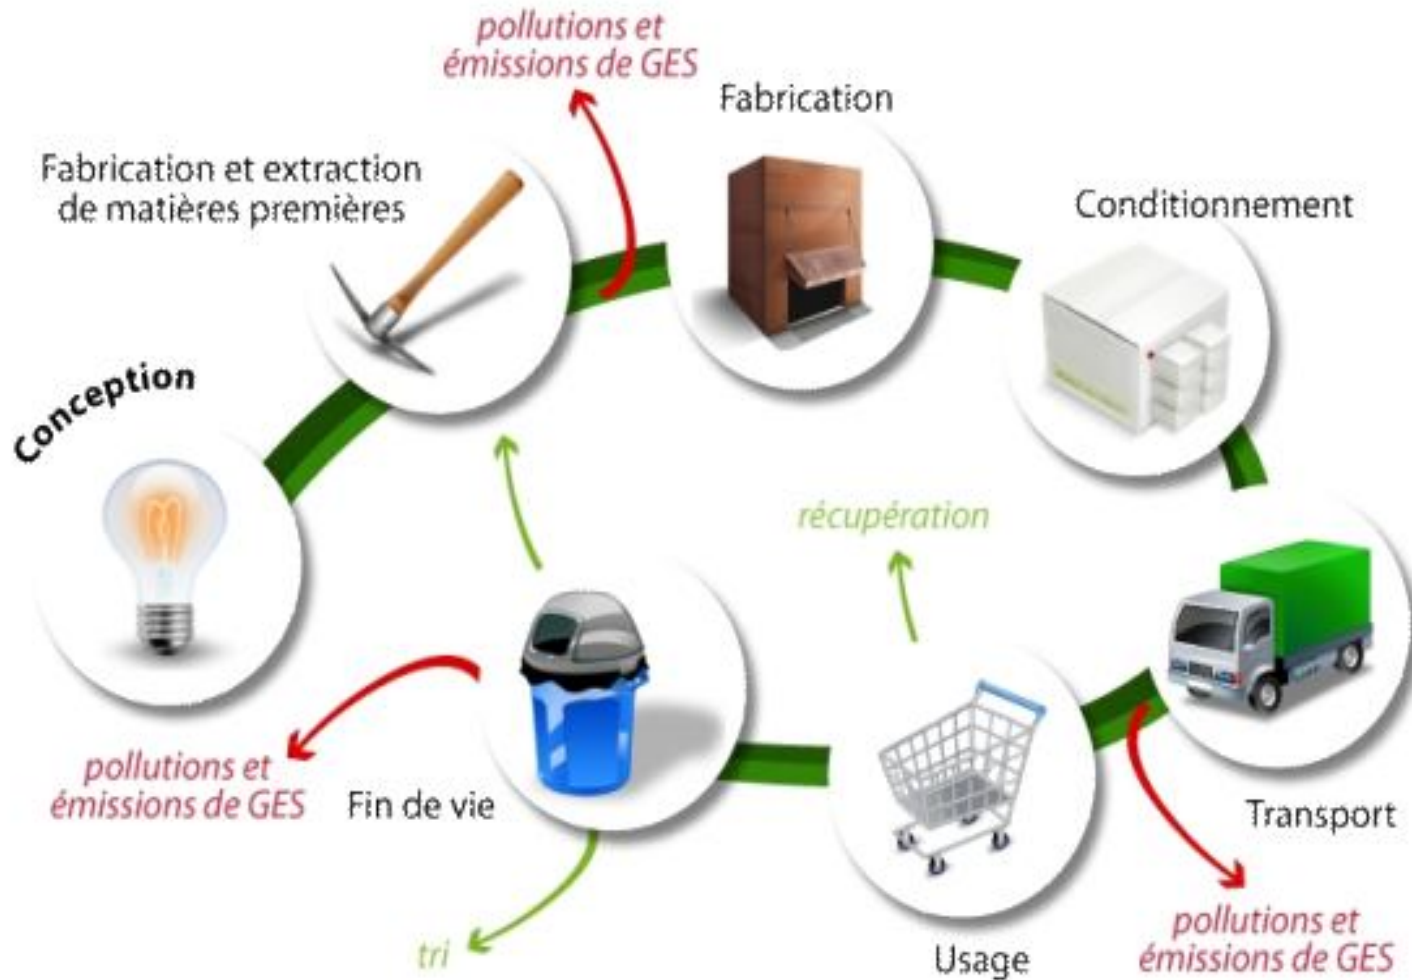 pollutions et
émissions de GES
Fabrication
Fabrication et extraction
de matières premières
Conditionnement
Conception
récupération
pollutions et
émissions de GES
Fin de vie
Transport
tri
Usage
pollutions et
émissions de GES